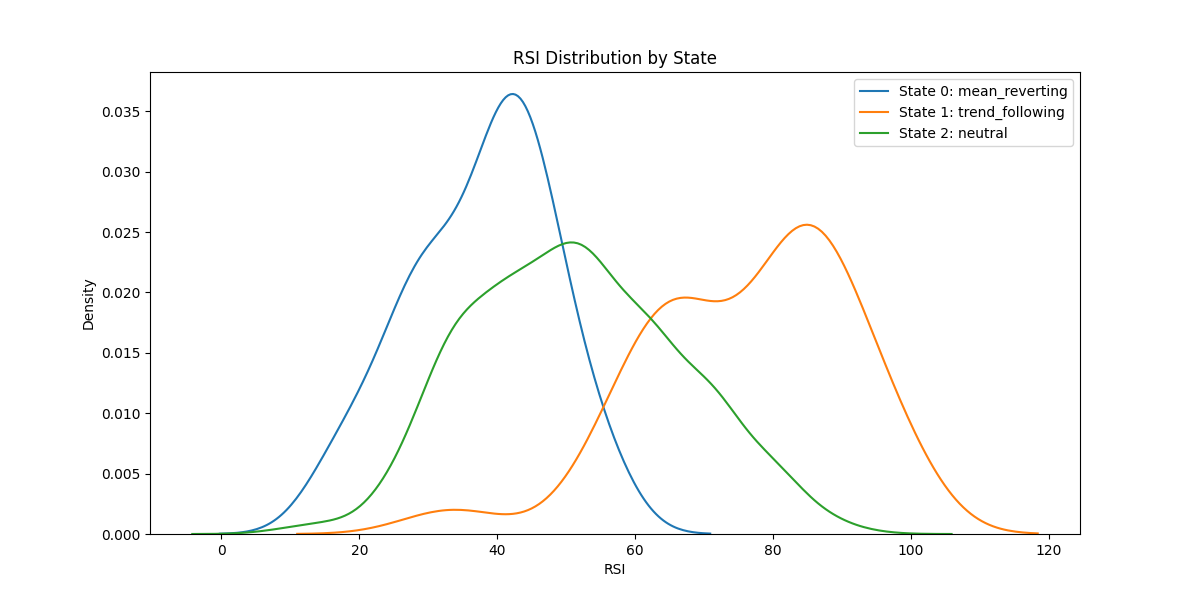 RSI Distribution by State
State 0: mean_reverting
State 1: trend_following
State 2: neutral
Density
0.035
0.030
0.025
0.020
0.015
0.010
0.005
0.000
0
20
40
60
80
100
120
RSI